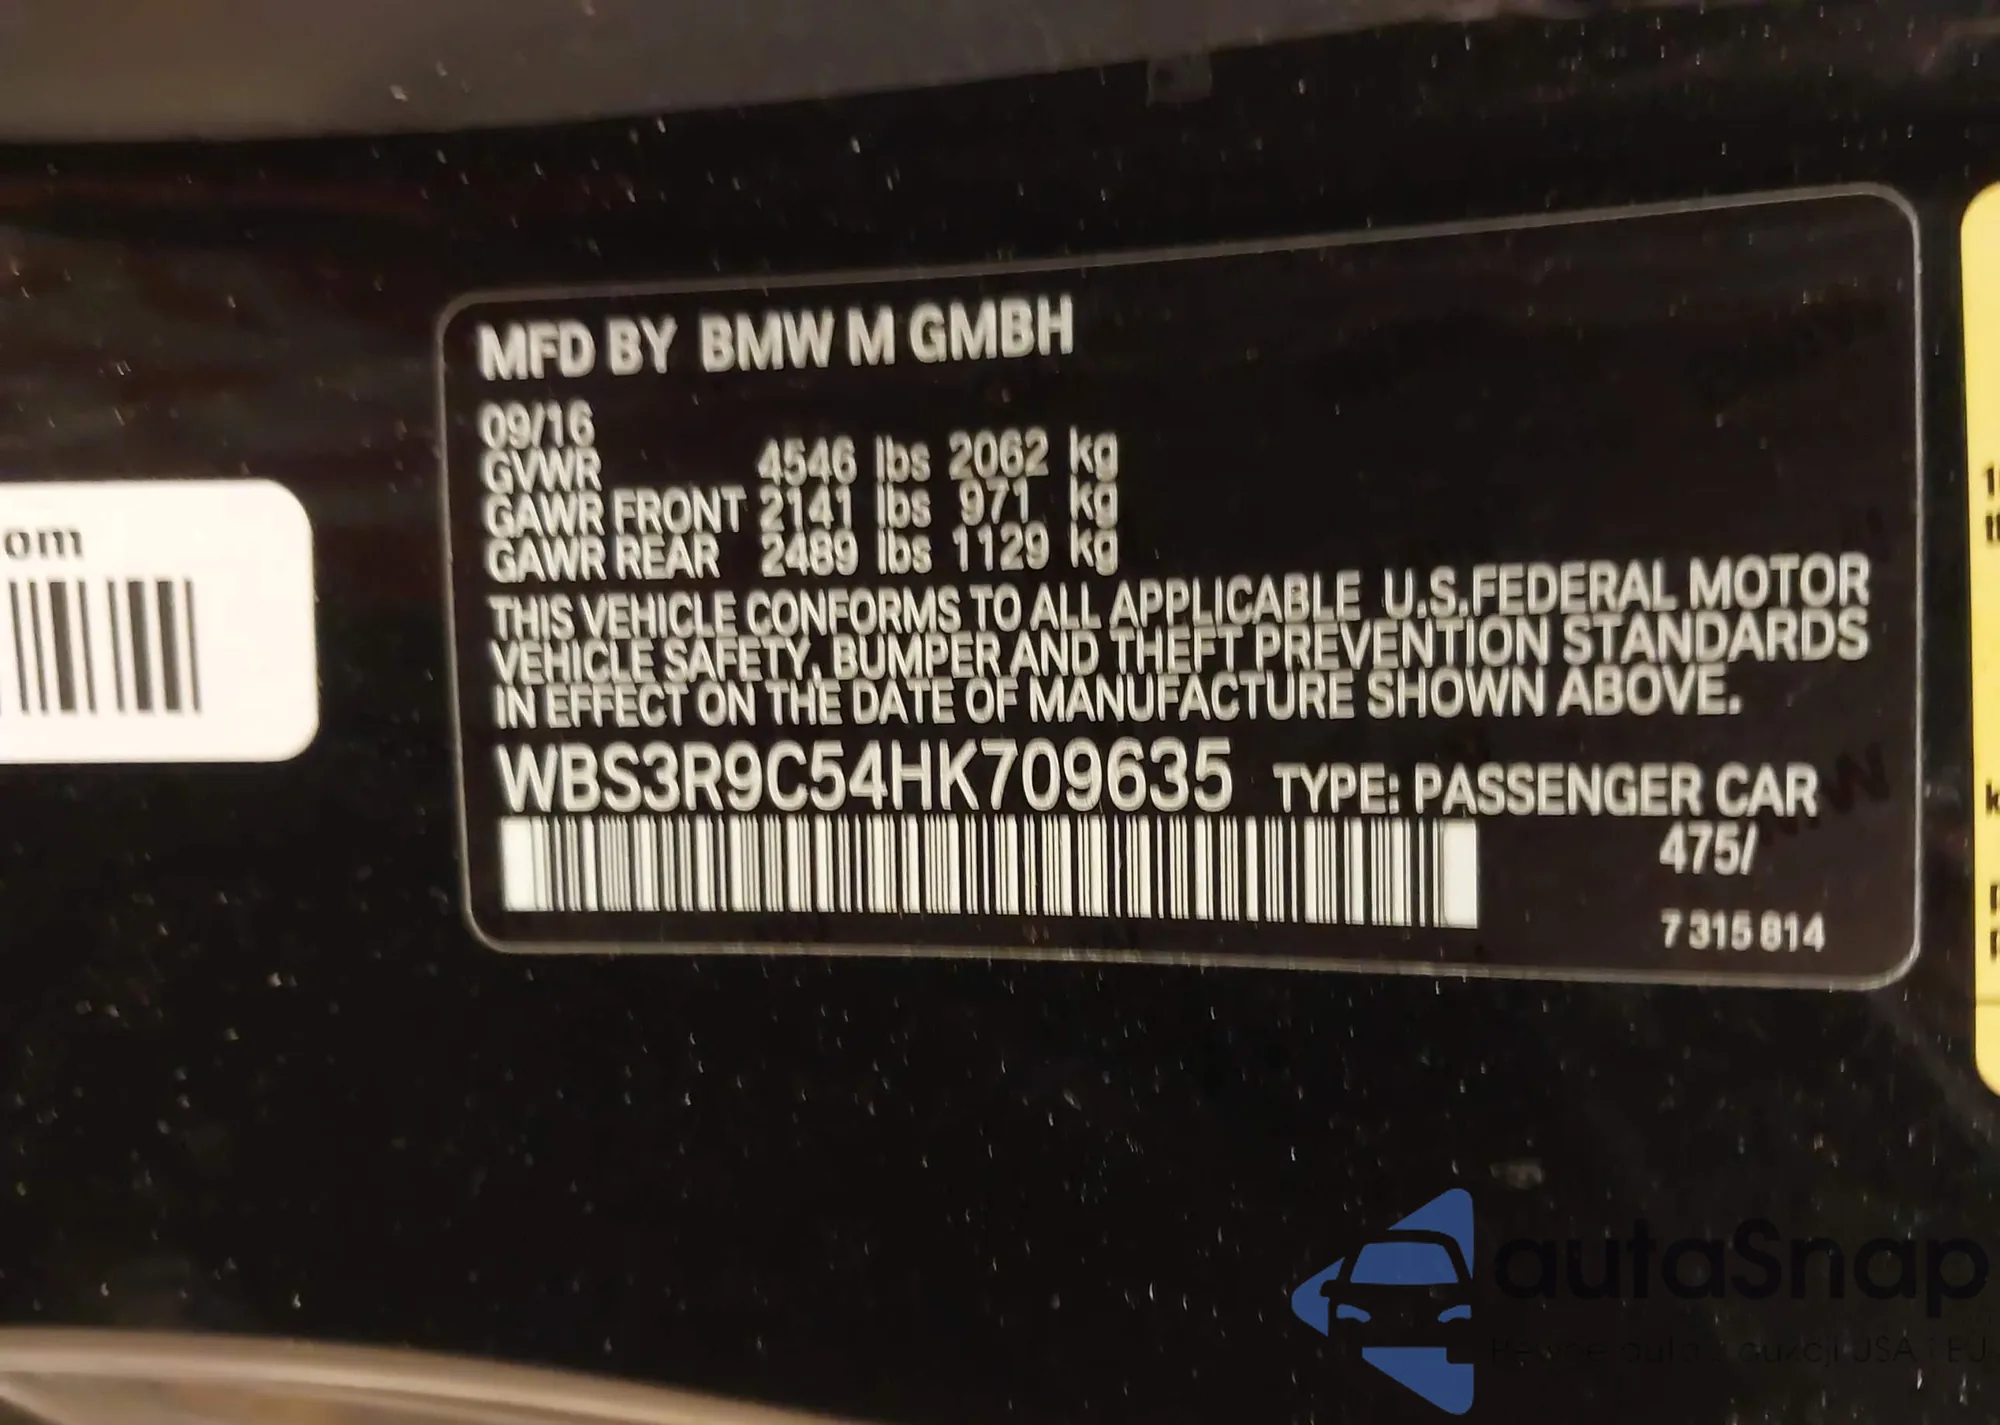 MFD BY BMW M GMBH
09/16
GVWR 4546 lbs 2062 kg
GAWR FRONT 2141 lbs 971 kg
GAWR REAR 2489 lbs 1129 kg
THIS VEHICLE CONFORMS TO ALL APPLICABLE U.S.FEDERAL MOTOR
VEHICLE SAFETY, BUMPER AND THEFT PREVENTION STANDARDS
IN EFFECT ON THE DATE OF MANUFACTURE SHOWN ABOVE.
WBS3R9C54HK709635 TYPE: PASSENGER CAR
475/
7 315 814
om
autaSnap